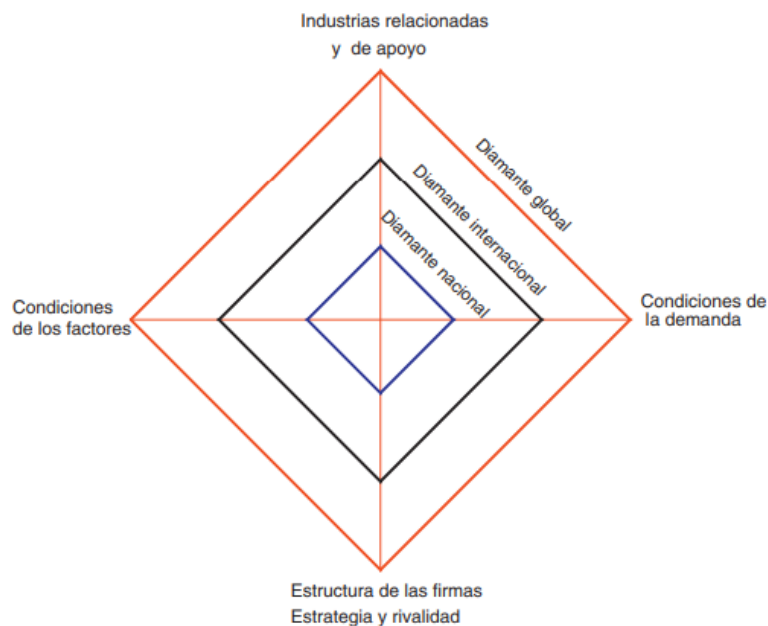 Industrias relacionadas
y de apoyo
Diamante global
Diamante internacional
Diamante nacional
Condiciones
de los factores
Condiciones de
la demanda
Estructura de las firmas
Estrategia y rivalidad